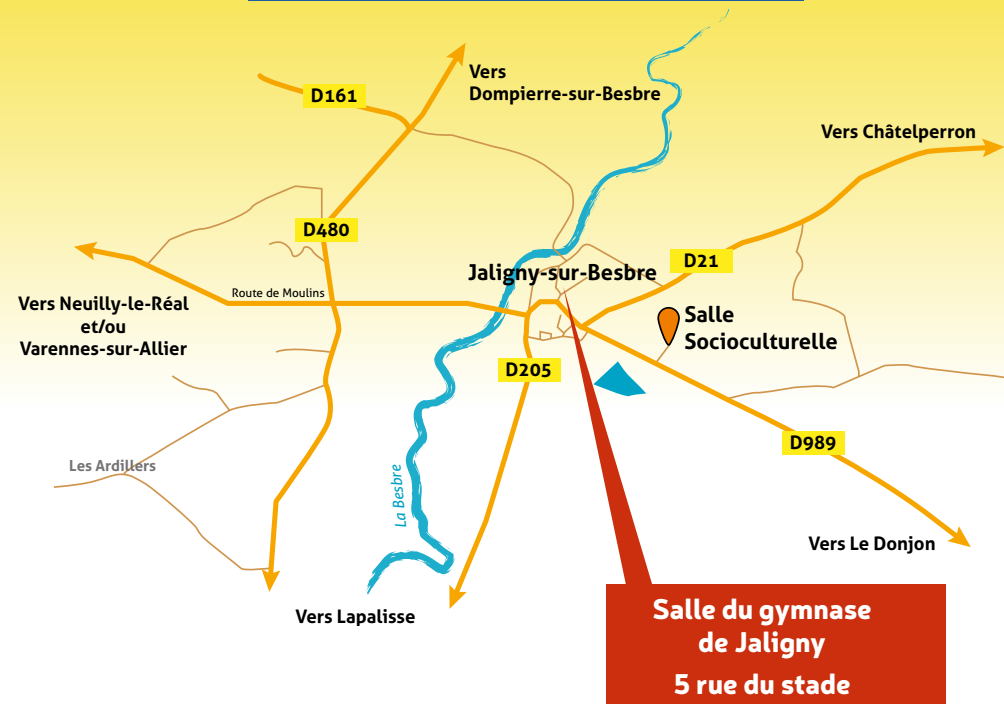 Vers
Dompierre-sur-Besbre
D161
Vers Châtelperron
D480
D21
Jaligny-sur-Besbre
Route de Moulins
Vers Neuilly-le-Réal
et/ou
Varennes-sur-Allier
Salle
Socioculturelle
D205
D989
Les Ardillers
La Besbre
Vers Le Donjon
Vers Lapalisse
Salle du gymnase
de Jaligny
5 rue du stade